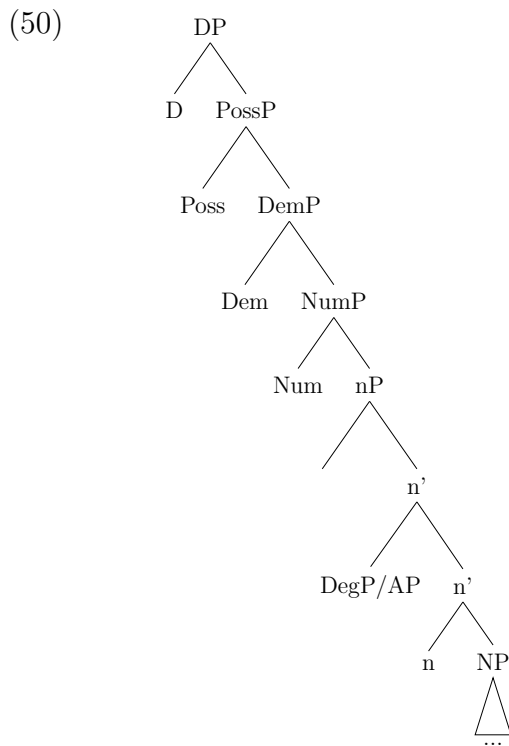 (50)
DP
D PossP
Poss DemP
Dem NumP
Num nP
n'
DegP/AP n'
n NP
...